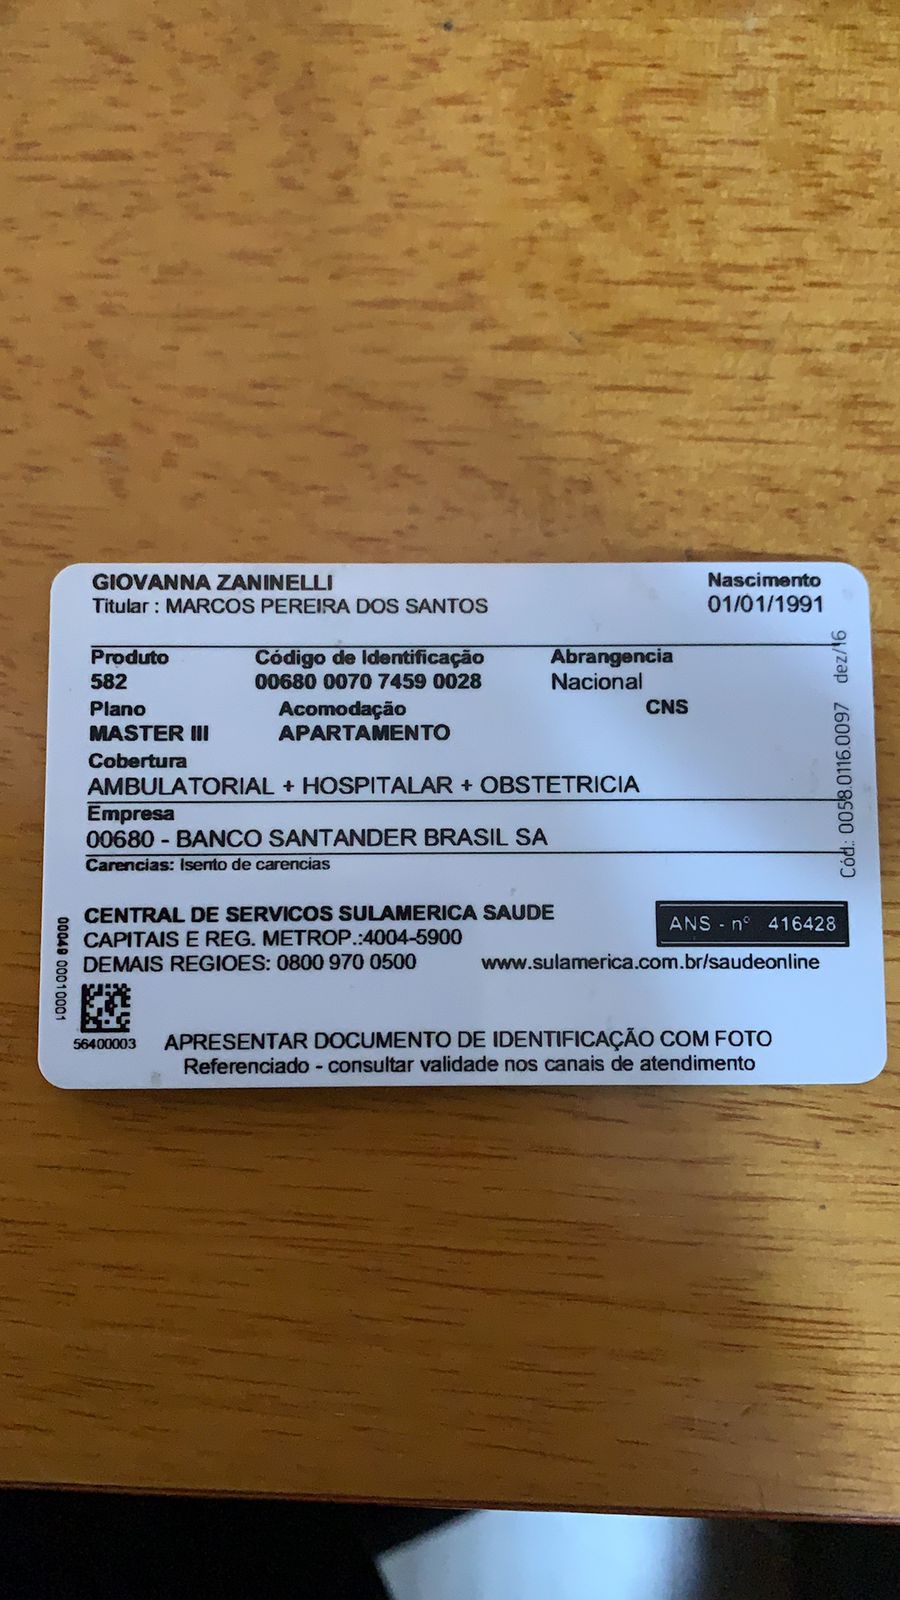 GIOVANNA ZANINELLI
Titular : MARCOS PEREIRA DOS SANTOS
Nascimento
01/01/1991
Produto Código de Identificação Abrangencia
582 00680 0070 7459 0028 Nacional
Plano Acomodação CNS
MASTER III APARTAMENTO
Cobertura
AMBULATORIAL + HOSPITALAR + OBSTETRICIA
Empresa
00680 - BANCO SANTANDER BRASIL SA
Carencias: Isento de carencias
Cód.: 0058.0116.0097 dez/16
CENTRAL DE SERVICOS SULAMERICA SAUDE
CAPITAIS E REG. METROP.:4004-5900
DEMAIS REGIOES: 0800 970 0500 www.sulamerica.com.br/saudeonline
ANS - nº 416428
00049 00010001
56400003
APRESENTAR DOCUMENTO DE IDENTIFICAÇÃO COM FOTO
Referenciado - consultar validade nos canais de atendimento